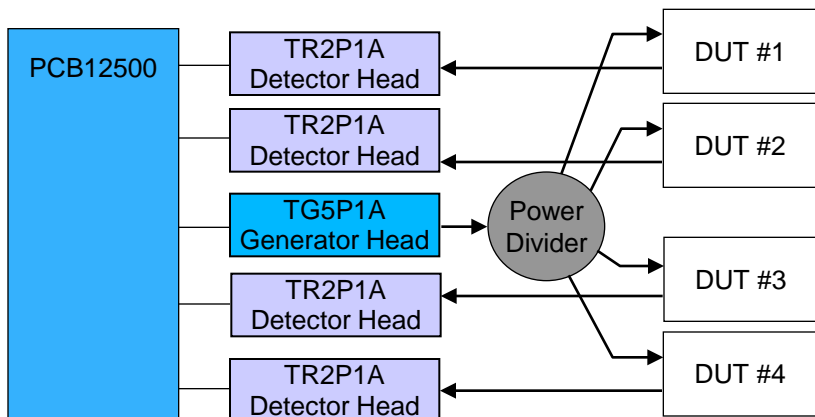 PCB12500
TR2P1A
Detector Head
TR2P1A
Detector Head
TG5P1A
Generator Head
TR2P1A
Detector Head
TR2P1A
Detector Head
Power
Divider
DUT #1
DUT #2
DUT #3
DUT #4